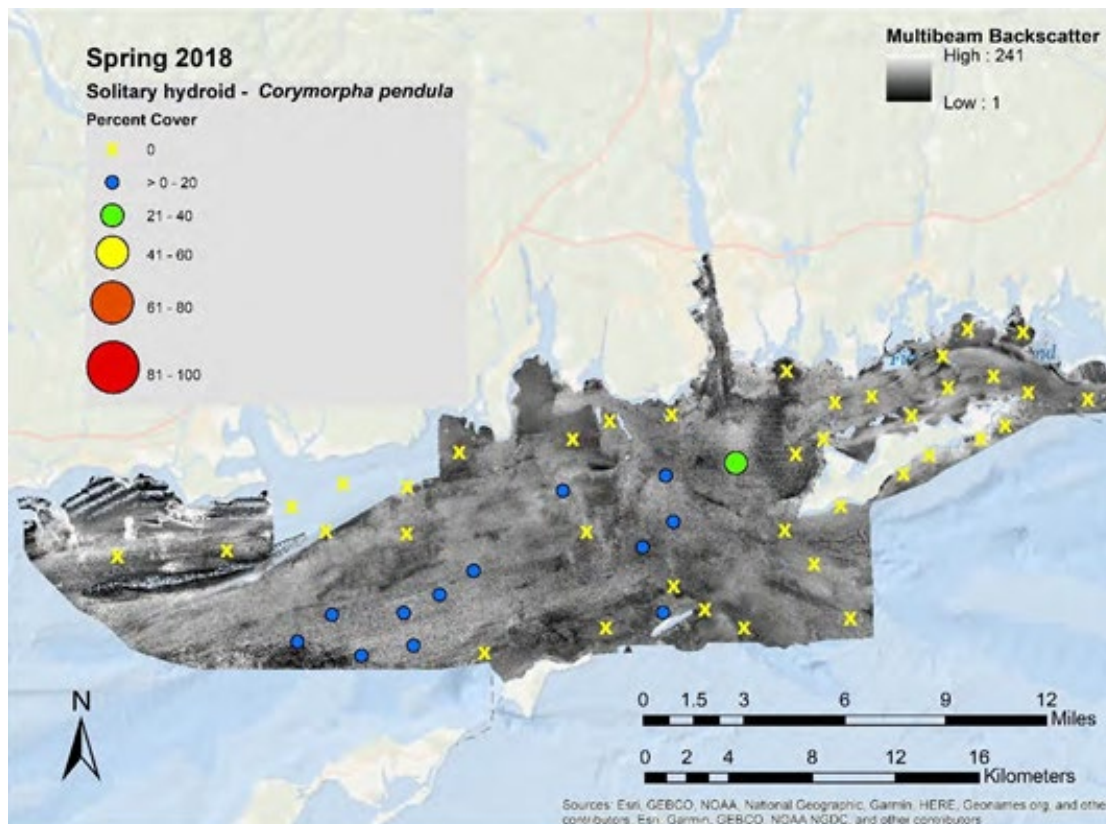 Spring 2018
Solitary hydroid - Corymorpha pendula
Percent Cover
0
> 0 - 20
21 - 40
41 - 60
61 - 80
81 - 100
Multibeam Backscatter
High : 241
Low : 1
nd
N
0 1.5 3 6 9 12
Miles
0 2 4 8 12 16
Kilometers
Sources: Esri, GEBCO, NOAA, National Geographic, Garmin, HERE, Geonames.org, and other
contributors, Esri, Garmin, GEBCO, NOAA NGDC, and other contributors